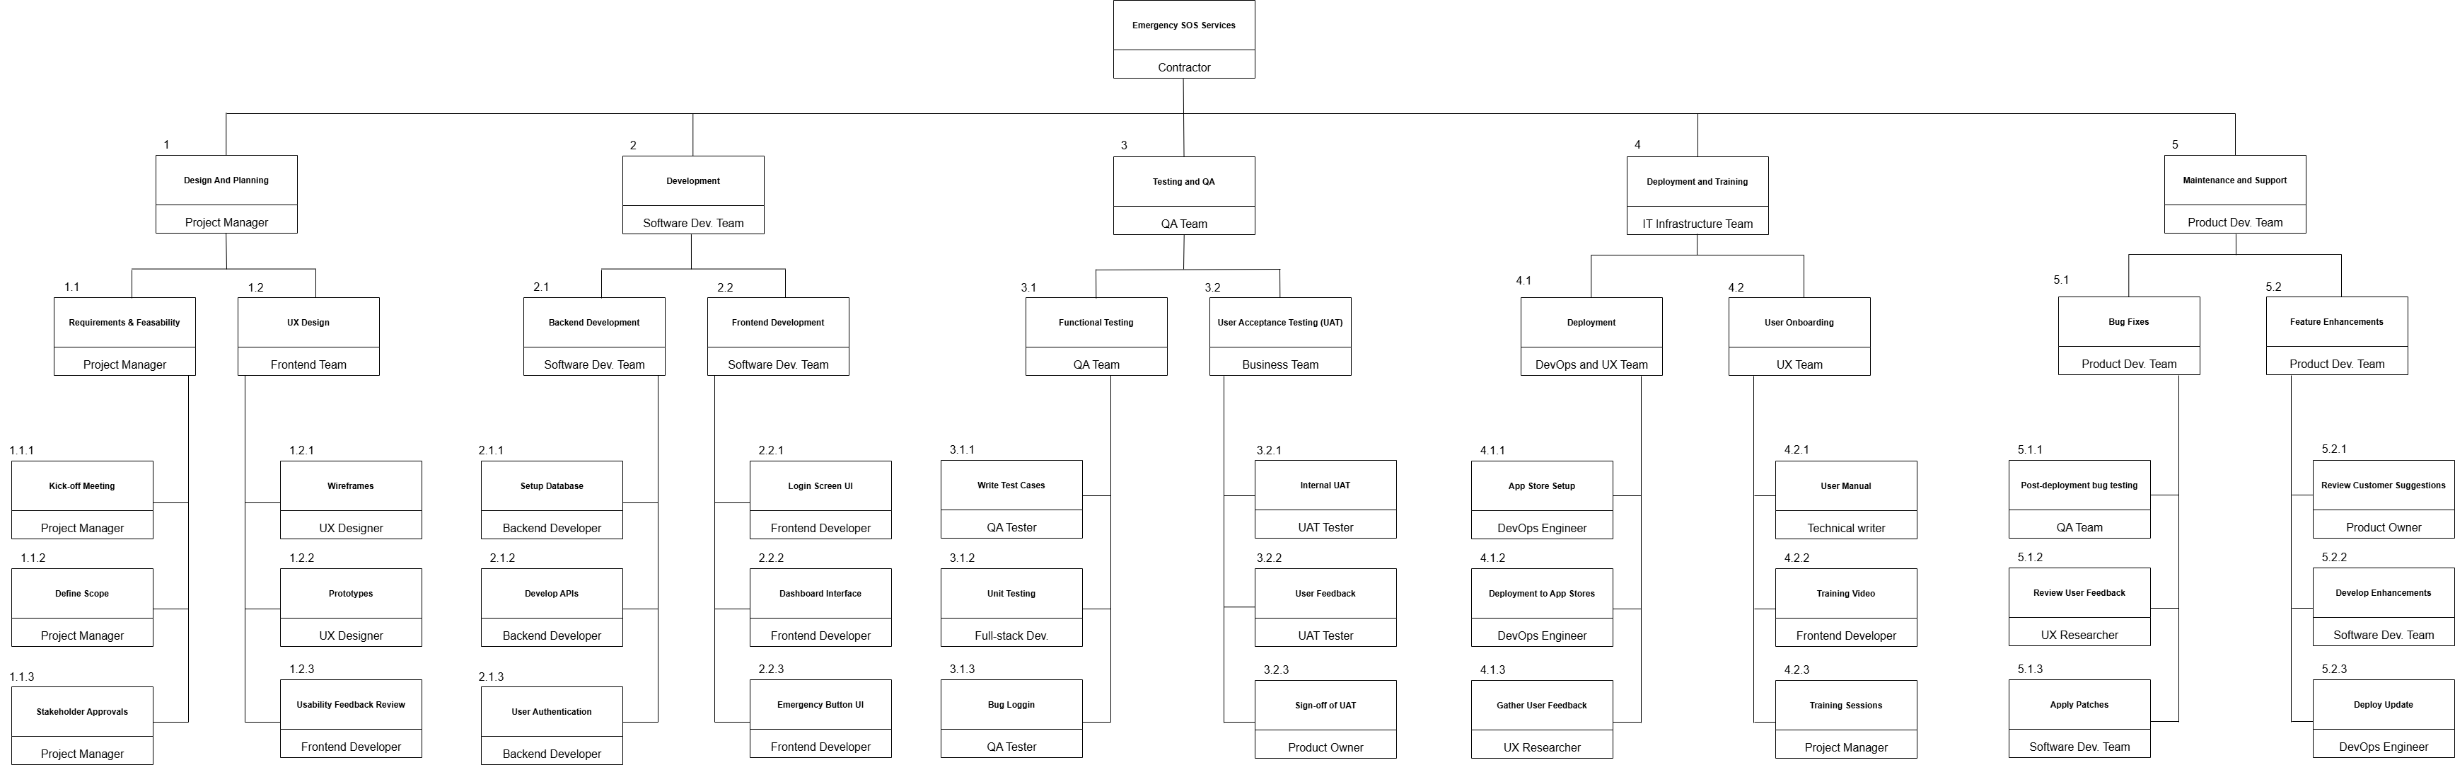 Emergency SOS Services
Contractor
1
Design And Planning
Project Manager
2
Development
Software Dev. Team
3
Testing and QA
QA Team
4
Deployment and Training
IT Infrastructure Team
5
Maintenance and Support
Product Dev. Team
1.1
Requirements & Feasability
Project Manager
1.2
UX Design
Frontend Team
2.1
Backend Development
Software Dev. Team
2.2
Frontend Development
Software Dev. Team
3.1
Functional Testing
QA Team
3.2
User Acceptance Testing (UAT)
Business Team
4.1
Deployment
DevOps and UX Team
4.2
User Onboarding
UX Team
5.1
Bug Fixes
Product Dev. Team
5.2
Feature Enhancements
Product Dev. Team
1.1.1
Kick-off Meeting
Project Manager
1.1.2
Define Scope
Project Manager
1.1.3
Stakeholder Approvals
Project Manager
1.2.1
Wireframes
UX Designer
1.2.2
Prototypes
UX Designer
1.2.3
Usability Feedback Review
Frontend Developer
2.1.1
Setup Database
Backend Developer
2.1.2
Develop APIs
Backend Developer
2.1.3
User Authentication
Backend Developer
2.2.1
Login Screen UI
Frontend Developer
2.2.2
Dashboard Interface
Frontend Developer
2.2.3
Emergency Button UI
Frontend Developer
3.1.1
Write Test Cases
QA Tester
3.1.2
Unit Testing
Full-stack Dev.
3.1.3
Bug Loggin
QA Tester
3.2.1
Internal UAT
UAT Tester
3.2.2
User Feedback
UAT Tester
3.2.3
Sign-off of UAT
Product Owner
4.1.1
App Store Setup
DevOps Engineer
4.1.2
Deployment to App Stores
DevOps Engineer
4.1.3
Gather User Feedback
UX Researcher
4.2.1
User Manual
Technical writer
4.2.2
Training Video
Frontend Developer
4.2.3
Training Sessions
Project Manager
5.1.1
Post-deployment bug testing
QA Team
5.1.2
Review User Feedback
UX Researcher
5.1.3
Apply Patches
Software Dev. Team
5.2.1
Review Customer Suggestions
Product Owner
5.2.2
Develop Enhancements
Software Dev. Team
5.2.3
Deploy Update
DevOps Engineer